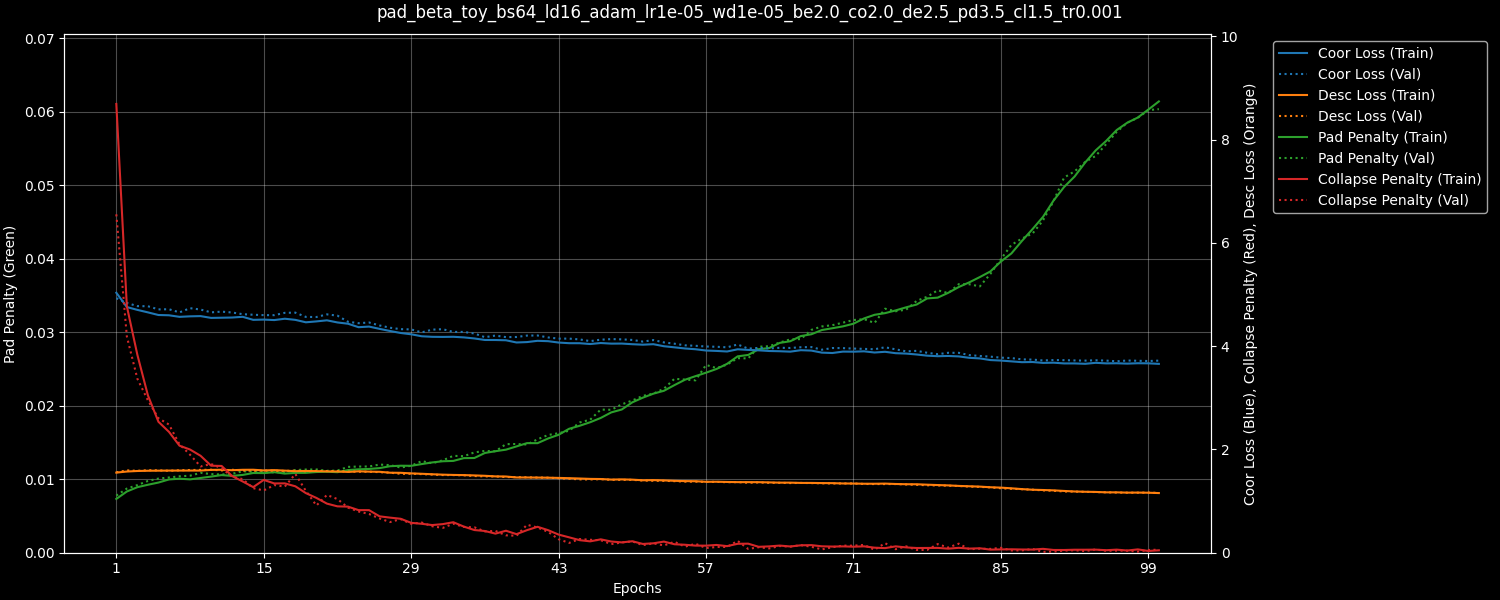 pad_beta_toy_bs64_ld16_adam_lr1e-05_wd1e-05_be2.0_co2.0_de2.5_pd3.5_cl1.5_tr0.001
Pad Penalty (Green)
0.07
0.06
0.05
0.04
0.03
0.02
0.01
0.00
1
15
29
43
57
71
85
99
Epochs
10
8
6
4
2
0
Coor Loss (Blue), Collapse Penalty (Red), Desc Loss (Orange)
Coor Loss (Train)
Coor Loss (Val)
Desc Loss (Train)
Desc Loss (Val)
Pad Penalty (Train)
Pad Penalty (Val)
Collapse Penalty (Train)
Collapse Penalty (Val)